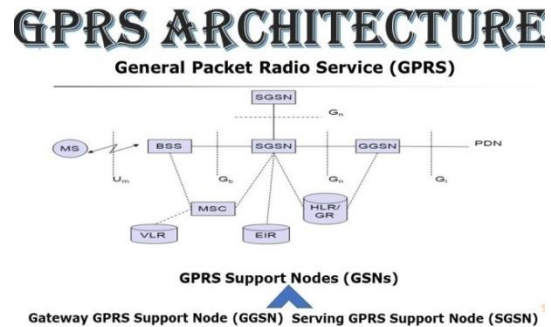 GPRS ARCHITECTURE
General Packet Radio Service (GPRS)
SGSN
Gn
MS
BSS
SGSN
GGSN
PDN
Um
Gb
Gn
Gi
MSC
HLR/
GR
VLR
EIR
GPRS Support Nodes (GSNs)
Gateway GPRS Support Node (GGSN) Serving GPRS Support Node (SGSN)